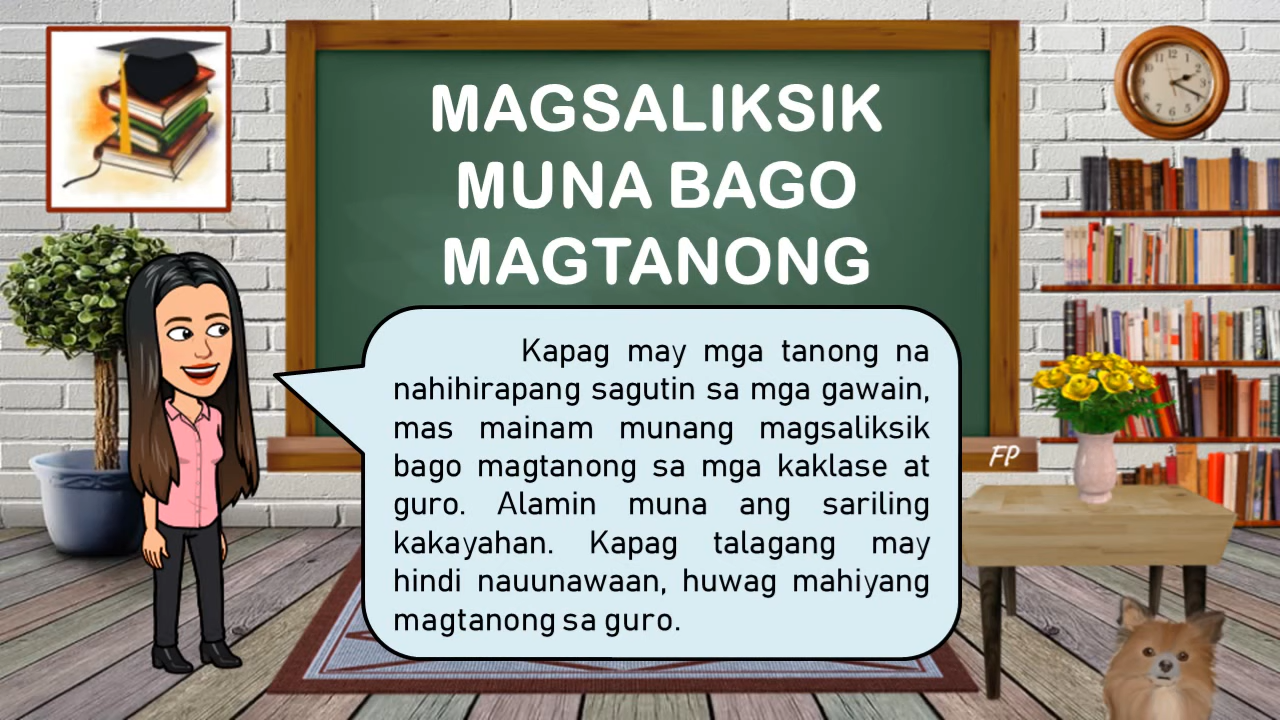 MAGSALIKSIK
MUNA BAGO
MAGTANONG
Kapag may mga tanong na
nahihirapang sagutin sa mga gawain,
mas mainam munang magsaliksik
bago magtanong sa mga kaklase at
guro. Alamin muna ang sariling
kakayahan. Kapag talagang may
hindi nauunawaan, huwag mahiyang
magtanong sa guro.
FP